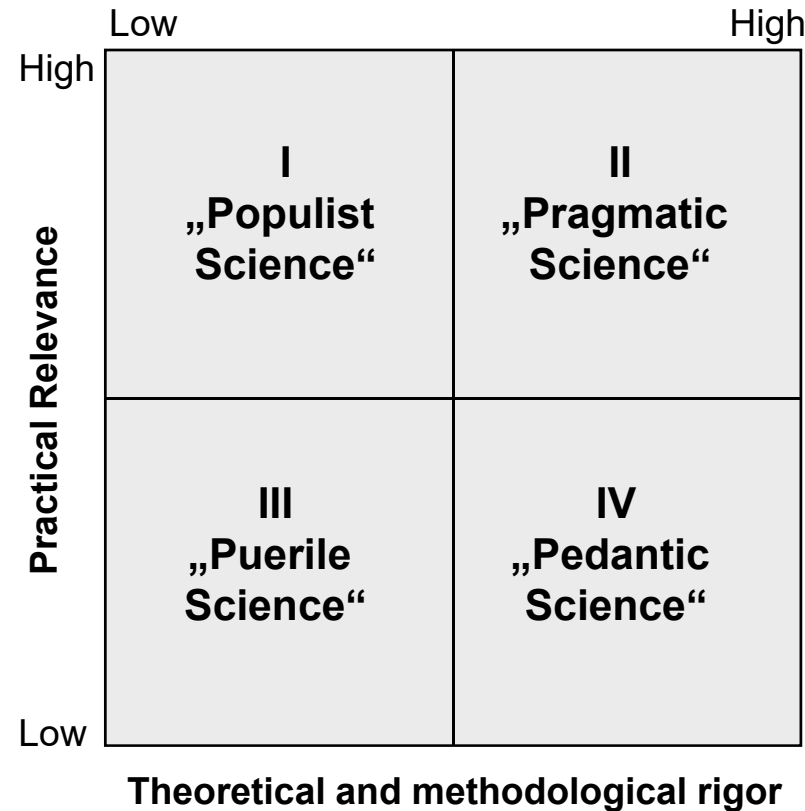 Low
High
High
I
„Populist
Science“
II
„Pragmatic
Science“
Practical Relevance
III
„Puerile
Science“
IV
„Pedantic
Science“
Low
Theoretical and methodological rigor